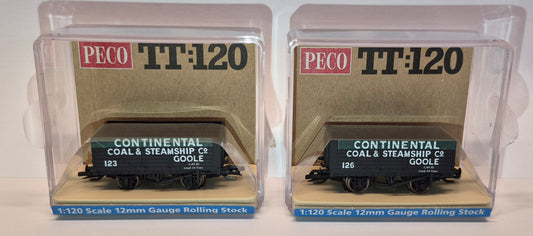 PECO TT:120
CONTINENTAL
COAL & STEAMSHIP Cº
123 GOOLE
1:120 Scale 12mm Gauge Rolling Stock
PECO TT:120
CONTINENTAL
COAL & STEAMSHIP Cº
126 GOOLE
1:120 Scale 12mm Gauge Rolling Stock